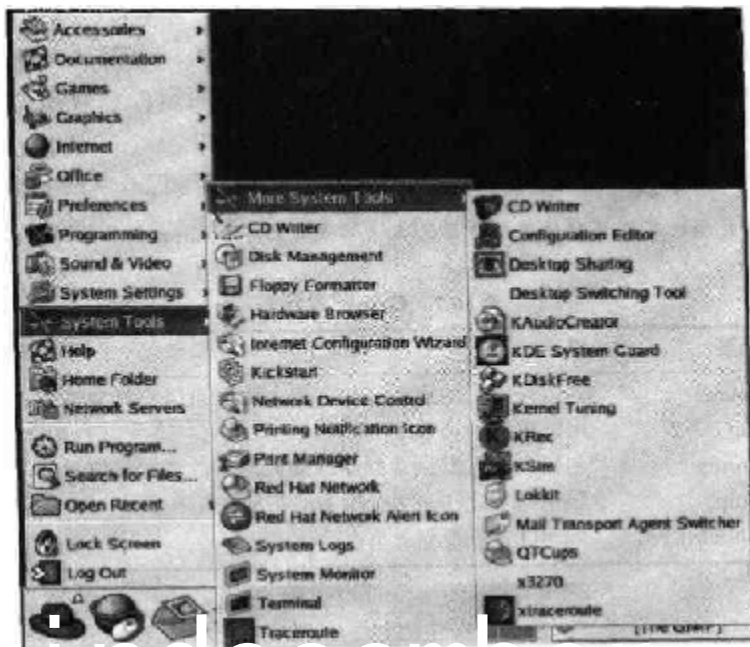 Accessories
Documentation
Games
Graphics
Internet
Office
Preferences
Programming
Sound & Video
System Settings
System Tools
Help
Home Folder
Network Servers
Run Program...
Search for Files...
Open Recent
Lock Screen
Log Out
More System Tools
CD Writer
Disk Management
Floppy Formatter
Hardware Browser
Internet Configuration Wizard
Kickstart
Network Device Control
Printing Notification Icon
Print Manager
Red Hat Network
Red Hat Network Alert Icon
System Logs
System Monitor
Terminal
Traceroute
CD Writer
Configuration Editor
Desktop Sharing
Desktop Switching Tool
KAudioCreator
KDE System Guard
KDiskFree
Kernel Tuning
KRec
KSim
Lokkit
Mail Transport Agent Switcher
QTCups
x3270
xtraceroute